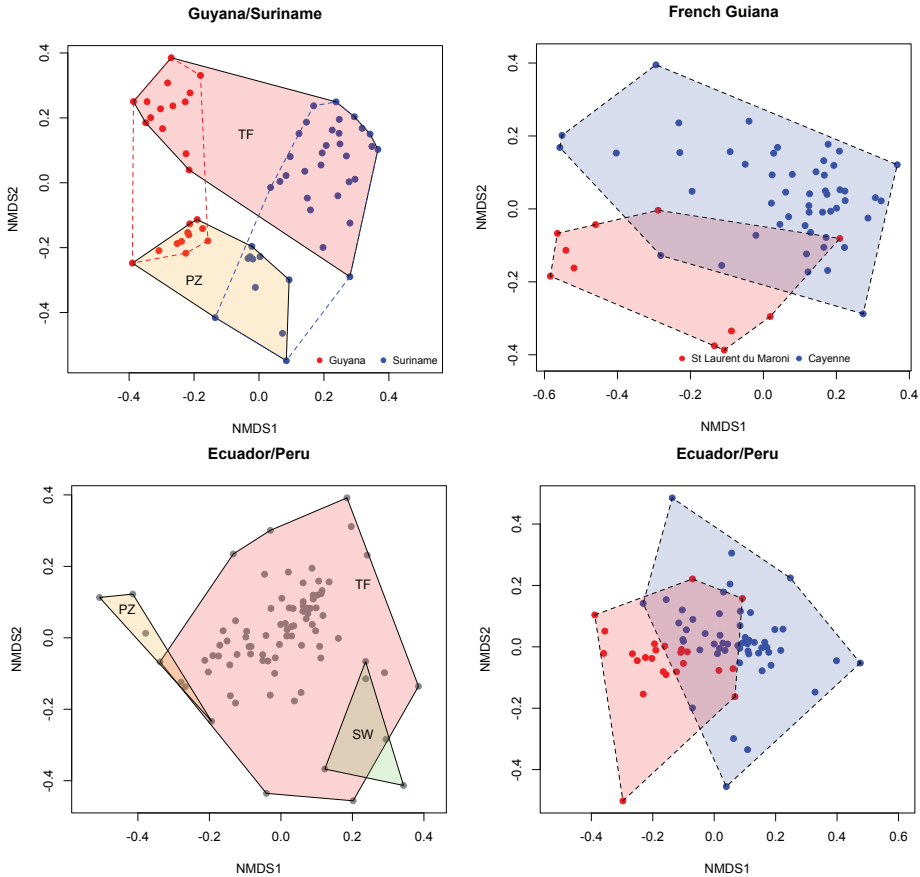 Guyana/Suriname
0.4
0.2
0.0
-0.2
-0.4
NMDS2
TF
PZ
Guyana Suriname
-0.4 -0.2 0.0 0.2 0.4
NMDS1
French Guiana
0.4
0.2
0.0
-0.2
-0.4
NMDS2
St Laurent du Maroni Cayenne
-0.6 -0.4 -0.2 0.0 0.2 0.4
NMDS1
Ecuador/Peru
0.4
0.2
0.0
-0.2
-0.4
NMDS2
PZ
TF
SW
-0.4 -0.2 0.0 0.2 0.4
NMDS1
Ecuador/Peru
0.4
0.2
0.0
-0.2
-0.4
NMDS2
-0.6 -0.4 -0.2 0.0 0.2 0.4 0.6
NMDS1